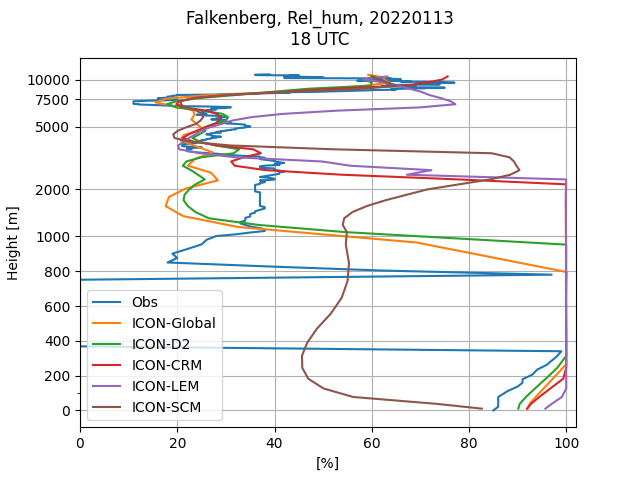 Falkenberg, Rel_hum, 20220113
18 UTC
Height [m]
10000
7500
5000
2000
1000
800
600
400
200
0
Obs
ICON-Global
ICON-D2
ICON-CRM
ICON-LEM
ICON-SCM
0 20 40 60 80 100
[%]